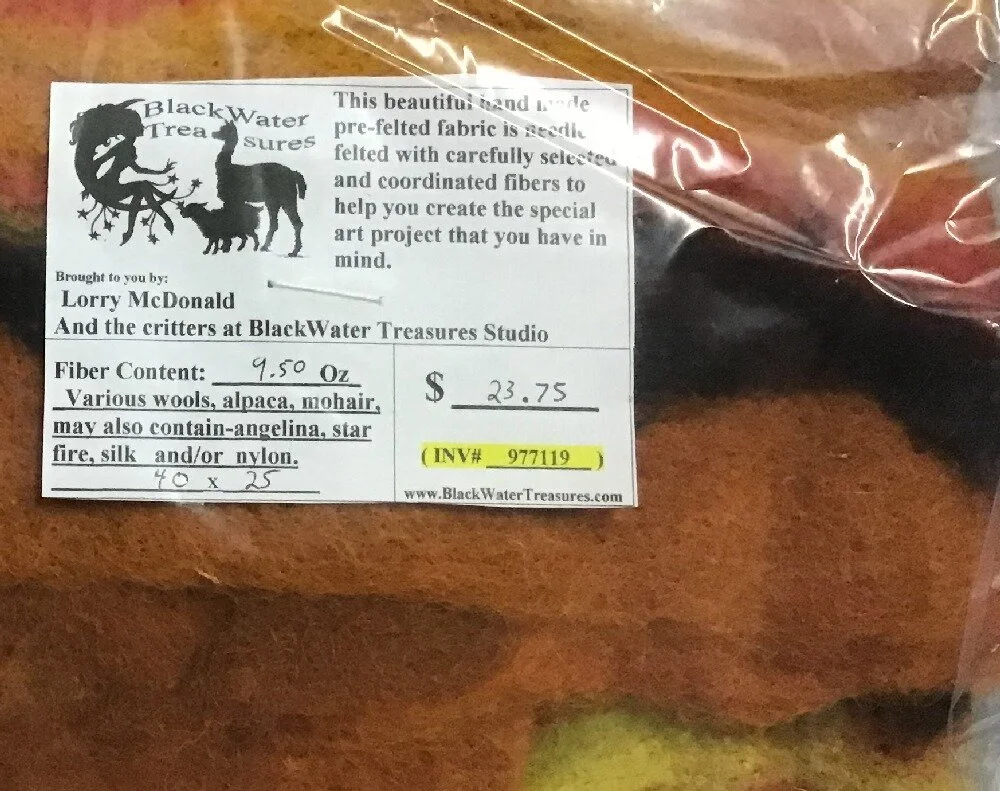 BlackWater
Trea sures
This beautiful hand made
pre-felted fabric is needle
felted with carefully selected
and coordinated fibers to
help you create the special
art project that you have in
mind.
Brought to you by:
Lorry McDonald
And the critters at BlackWater Treasures Studio
Fiber Content: 9.50 Oz
Various wools, alpaca, mohair,
may also contain-angelina, star
fire, silk and/or nylon.
40 x 25
$ 23.75
( INV# 977119 )
www.BlackWaterTreasures.com